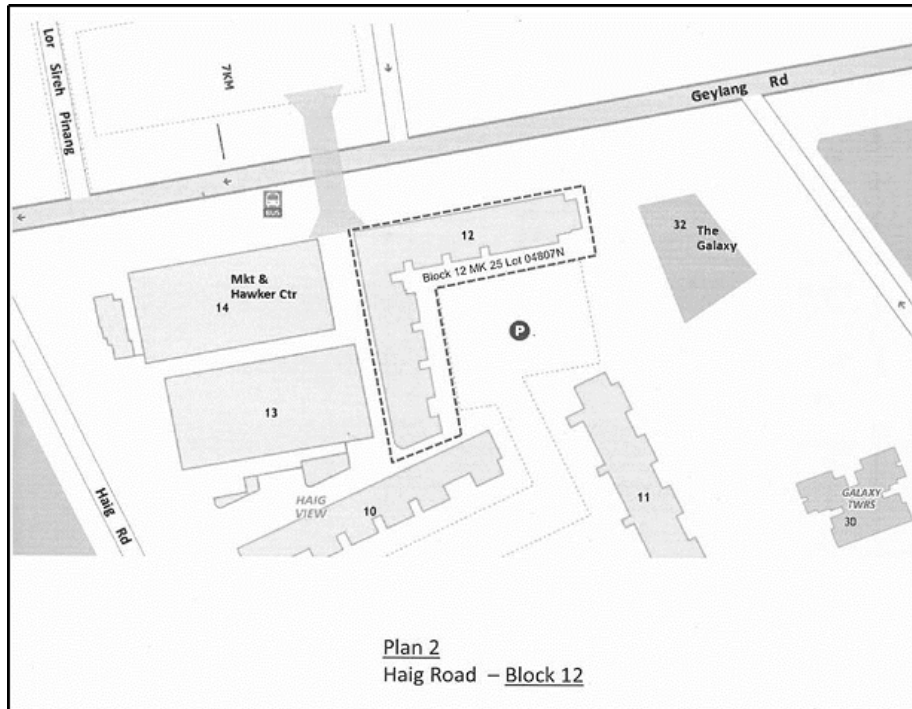 Lor Sireh Pinang
7KM
Geylang Rd
BUS
12
32
The
Galaxy
Block 12 MK 25 Lot 04807N
Mkt &
Hawker Ctr
14
P
13
Haig Rd
HAIG
VIEW
10
11
GALAXY
TWRS
30
Plan 2
Haig Road – Block 12